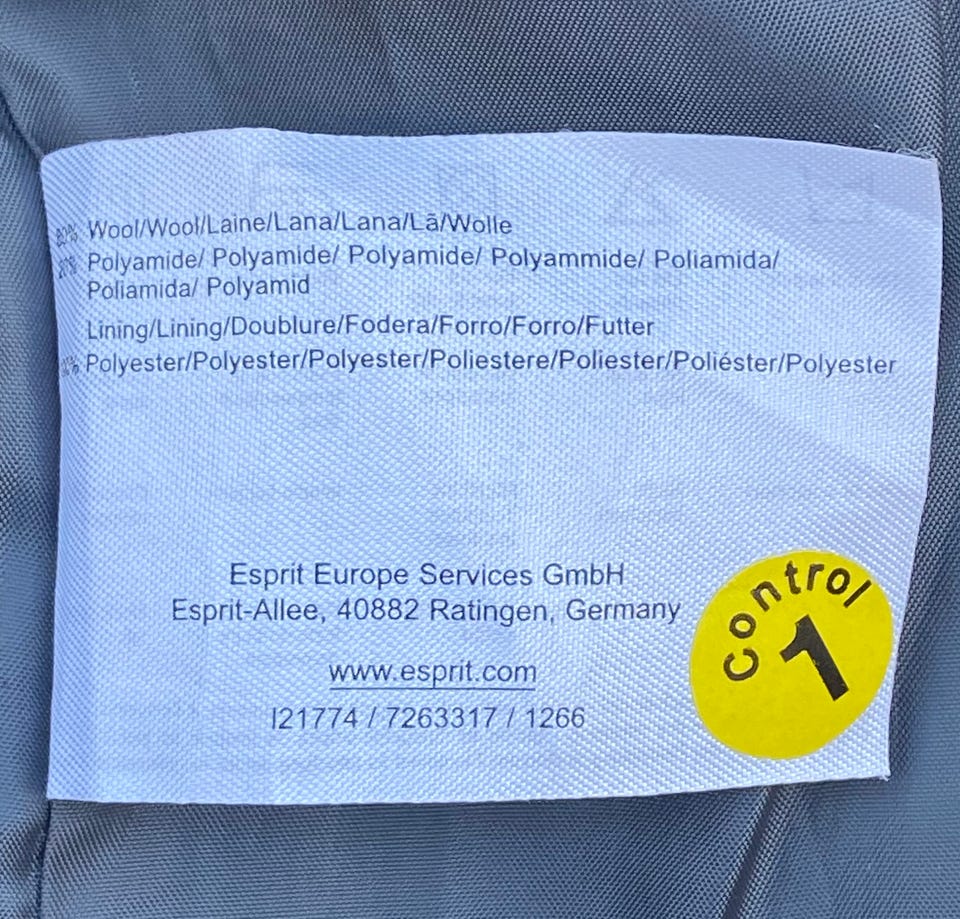 80% Wool/Wool/Laine/Lana/Lana/Lã/Wolle
20% Polyamide/ Polyamide/ Polyamide/ Polyammide/ Poliamida/
Poliamida/ Polyamid
Lining/Lining/Doublure/Fodera/Forro/Forro/Futter
Polyester/Polyester/Polyester/Poliestere/Poliester/Poliéster/Polyester
Esprit Europe Services GmbH
Esprit-Allee, 40882 Ratingen, Germany
www.esprit.com
I21774 / 7263317 / 1266
Control
1